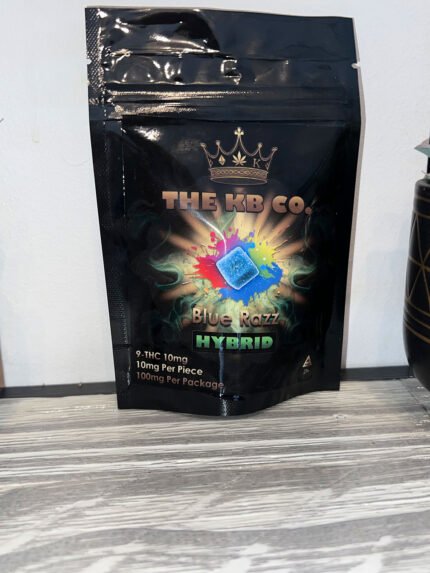 THE KB CO.
Blue Razz
HYBRID
9-THC 10mg
10mg Per Piece
100mg Per Package